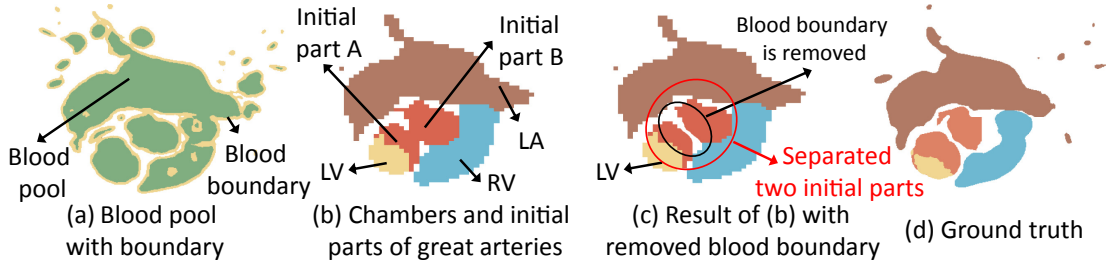 Blood
pool
Blood
boundary
(a) Blood pool
with boundary
Initial
part A
Initial
part B
LV
RV
LA
(b) Chambers and initial
parts of great arteries
Blood boundary
is removed
LV
Separated
two initial parts
(c) Result of (b) with
removed blood boundary
(d) Ground truth